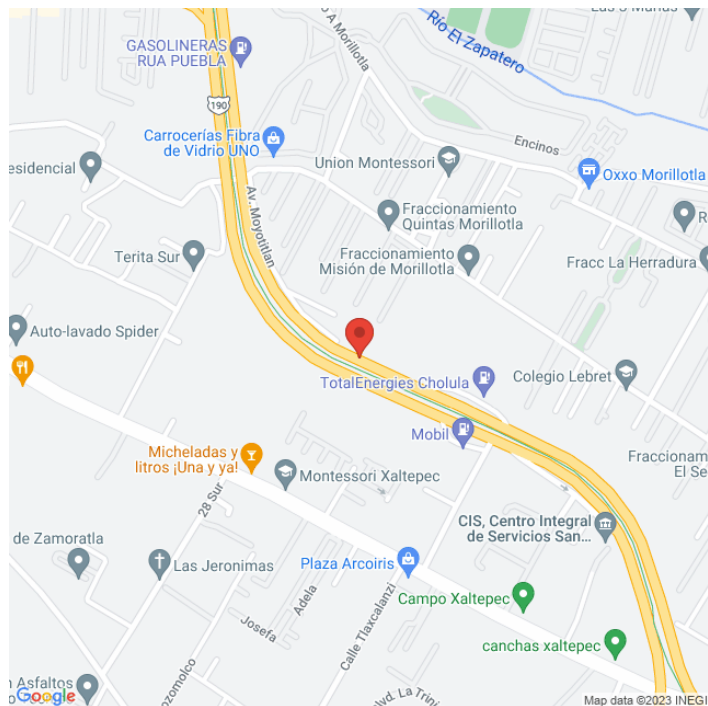 Las 3 Marias
Río El Zapatero
A Morillotla
GASOLINERAS
RUA PUEBLA
190
Carrocerías Fibra
de Vidrio UNO
Encinos
Union Montessori
Oxxo Morillotla
esidencial
Av. Moyotitlan
Fraccionamiento
Quintas Morillotla
R
Terita Sur
Fraccionamiento
Misión de Morillotla
Fracc La Herradura
Auto-lavado Spider
TotalEnergies Cholula
Colegio Lebret
Mobil
Micheladas y
litros ¡Una y ya!
Montessori Xaltepec
Fraccionam
El Se
28 Sur
CIS, Centro Integral
de Servicios San...
de Zamoratla
Las Jeronimas
Plaza Arcoiris
Campo Xaltepec
Adela
Josefa
Calle Tlaxcalanzi
canchas xaltepec
n Asfaltos
ozomolco
lvd. La Trini
Google
Map data ©2023 INEGI